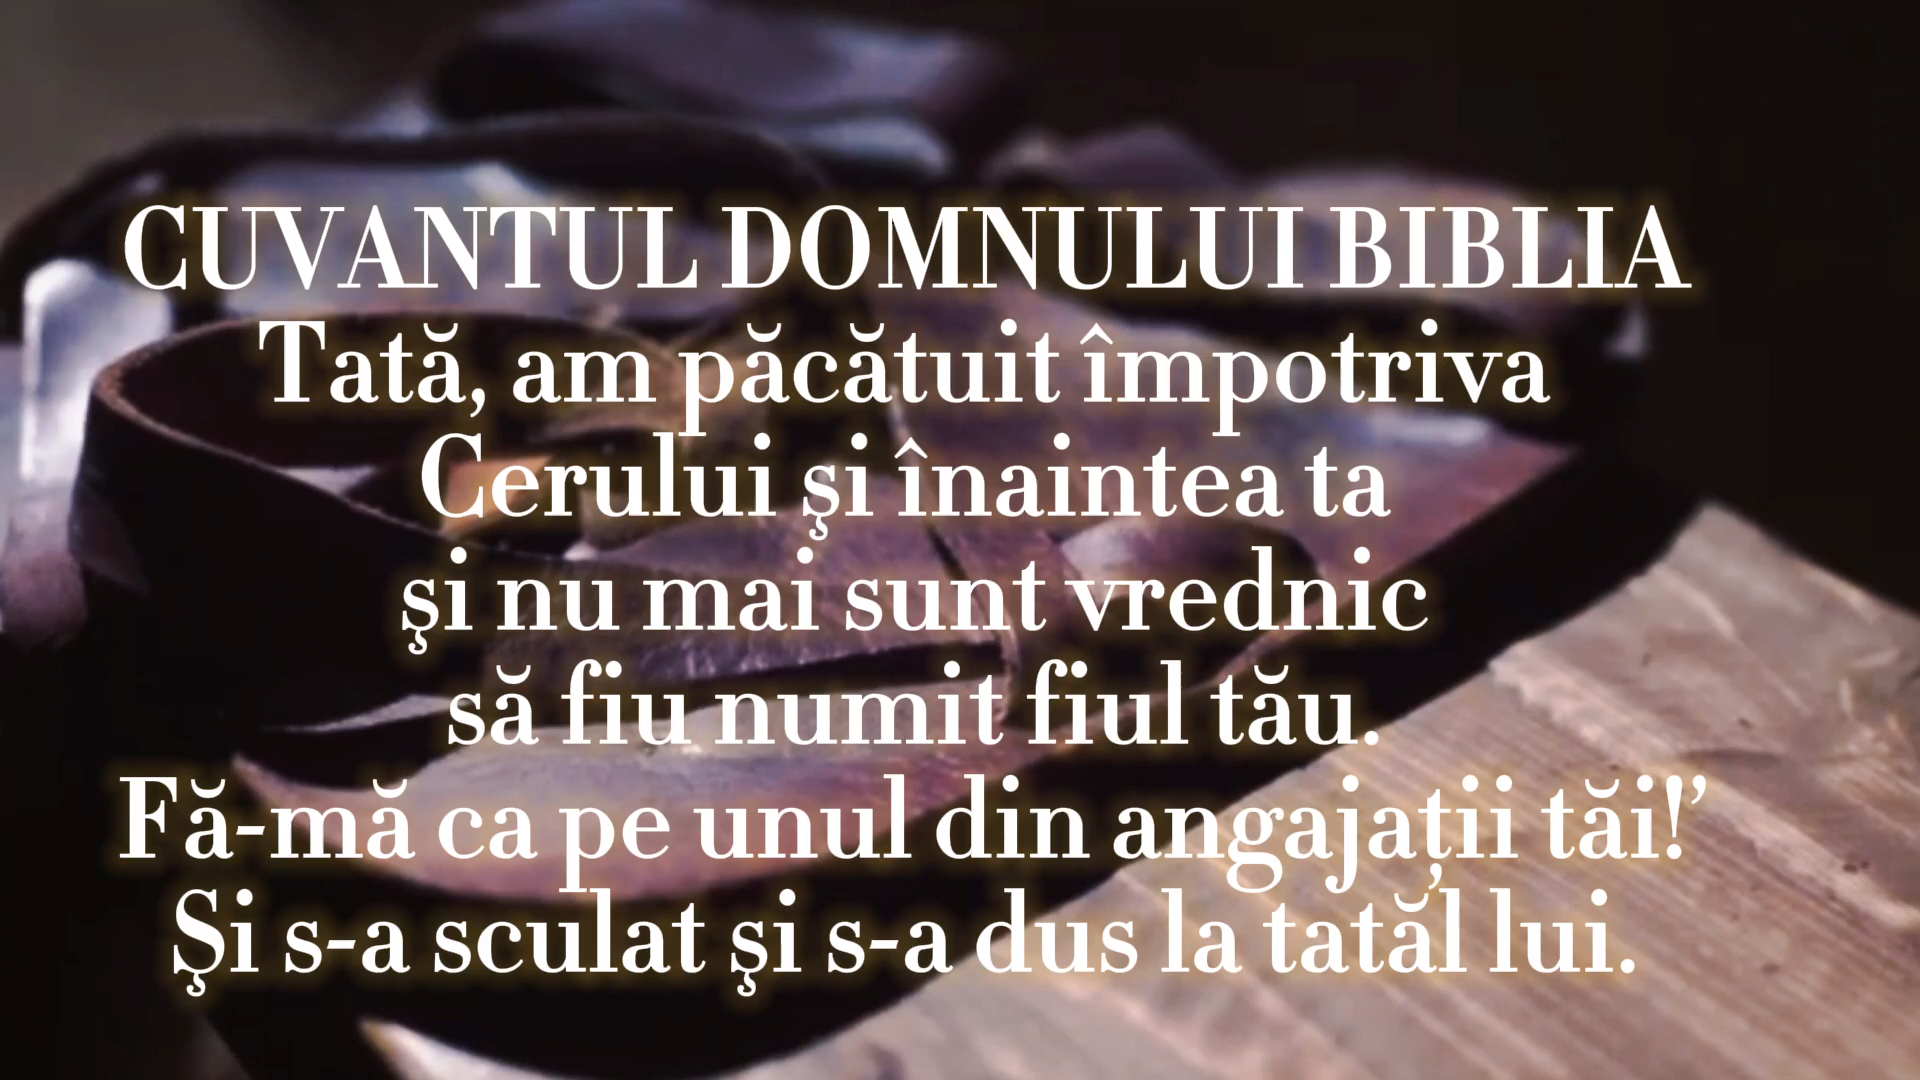 CUVANTUL DOMNULUI BIBLIA
Tată, am păcătuit împotriva
Cerului şi înaintea ta
şi nu mai sunt vrednic
să fiu numit fiul tău.
Fă-mă ca pe unul din angajații tăi!’
Şi s-a sculat şi s-a dus la tatăl lui.